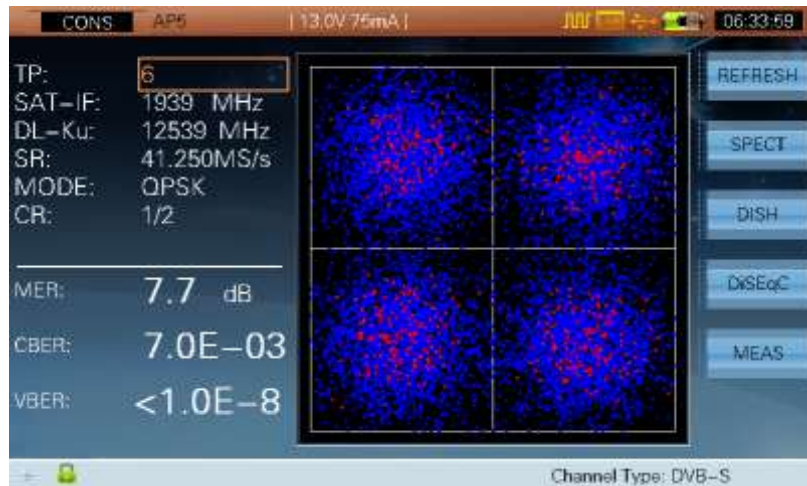 CONS AP5 | 13.0V 75mA | 06:33:59
TP: 6
SAT-IF: 1939 MHz
DL-Ku: 12539 MHz
SR: 41.250MS/s
MODE: QPSK
CR: 1/2
MER: 7.7 dB
CBER: 7.0E-03
VBER: <1.0E-8
REFRESH
SPECT
DISH
DiSEqC
MEAS
Channel Type: DVB-S